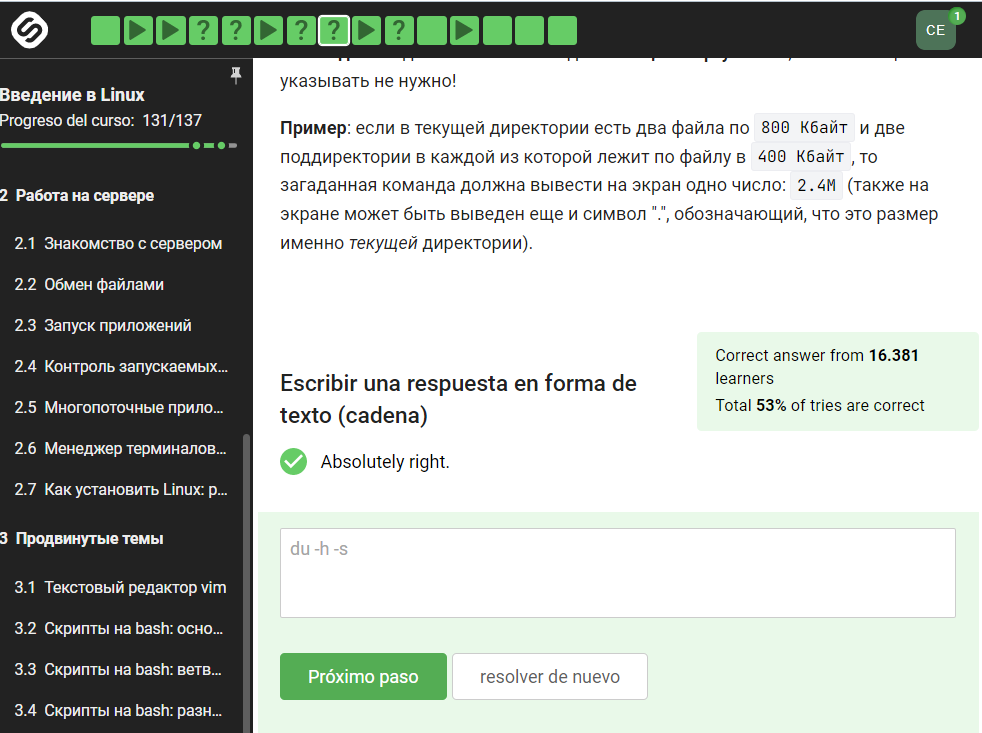 ? ? ? ? ?
CE
1
Введение в Linux
Progreso del curso: 131/137
2 Работа на сервере
2.1 Знакомство с сервером
2.2 Обмен файлами
2.3 Запуск приложений
2.4 Контроль запускаемых...
2.5 Многопоточные прило...
2.6 Менеджер терминалов...
2.7 Как установить Linux: р...
3 Продвинутые темы
3.1 Текстовый редактор vim
3.2 Скрипты на bash: осно...
3.3 Скрипты на bash: ветв...
3.4 Скрипты на bash: разн...
указывать не нужно!
Пример: если в текущей директории есть два файла по 800 Кбайт и две
поддиректории в каждой из которой лежит по файлу в 400 Кбайт, то
загаданная команда должна вывести на экран одно число: 2.4M (также на
экране может быть выведен еще и символ ".", обозначающий, что это размер
именно текущей директории).
Escribir una respuesta en forma de
texto (cadena)
Correct answer from 16.381
learners
Total 53% of tries are correct
Absolutely right.
du -h -s
Próximo paso
resolver de nuevo